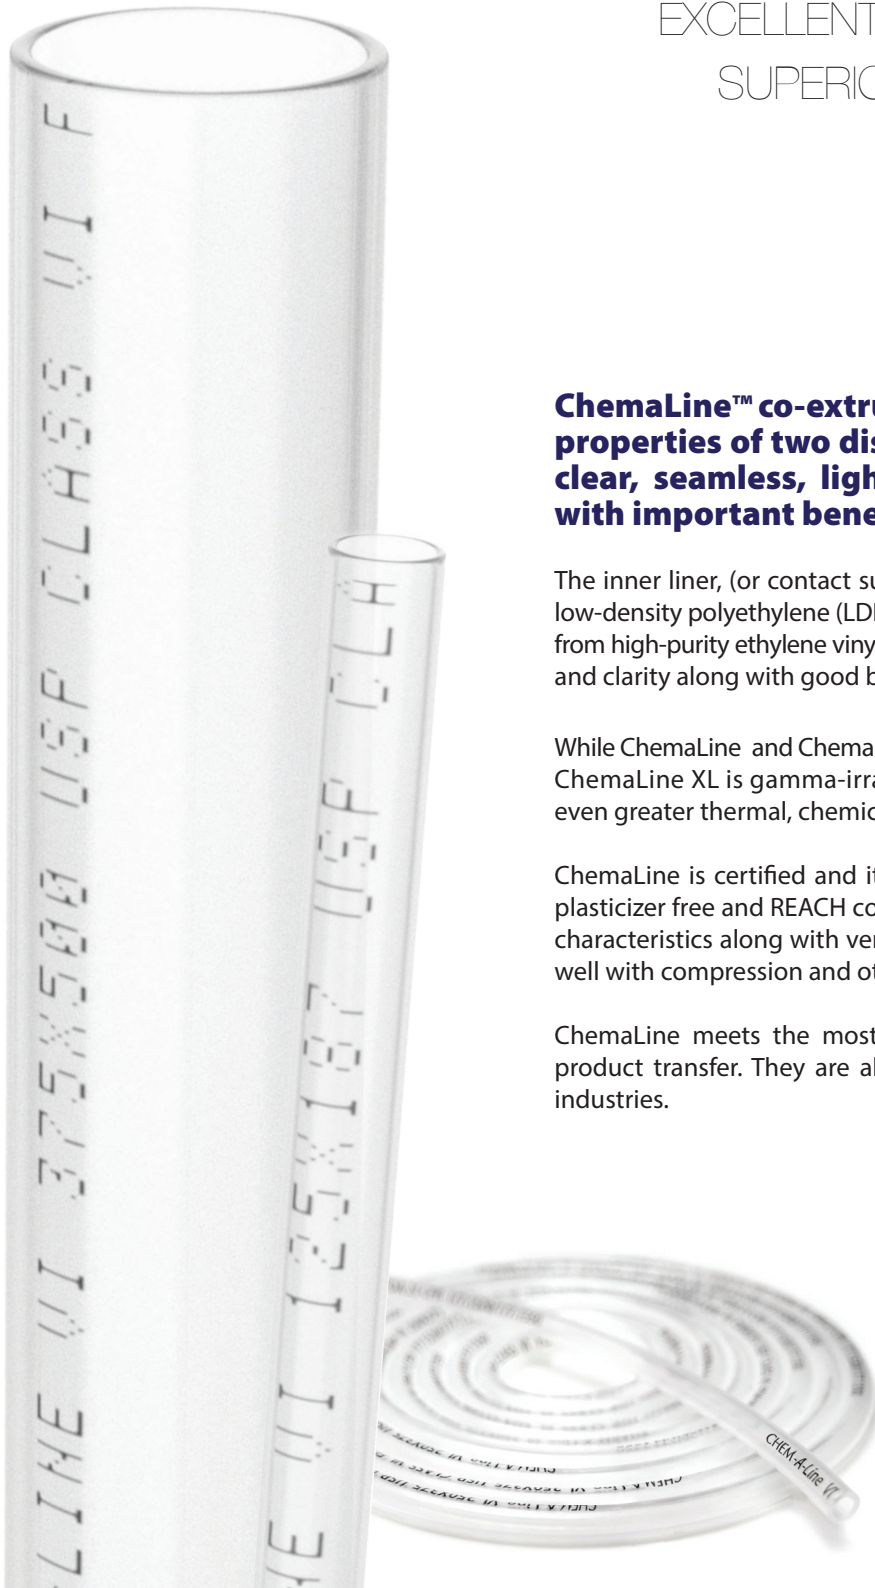 EXCELLENT
SUPERIO
ChemaLine™ co-extru
properties of two dis
clear, seamless, ligh
with important bene
The inner liner, (or contact su
low-density polyethylene (LD
from high-purity ethylene viny
and clarity along with good b
While ChemaLine and Chema
ChemaLine XL is gamma-irra
even greater thermal, chemic
ChemaLine is certified and it
plasticizer free and REACH co
characteristics along with ver
well with compression and ot
ChemaLine meets the most
product transfer. They are al
industries.
LINE VI 375X500 USP CLASS VI F
NE VI 125X187 USP CLA
CHEM-A-Line VI